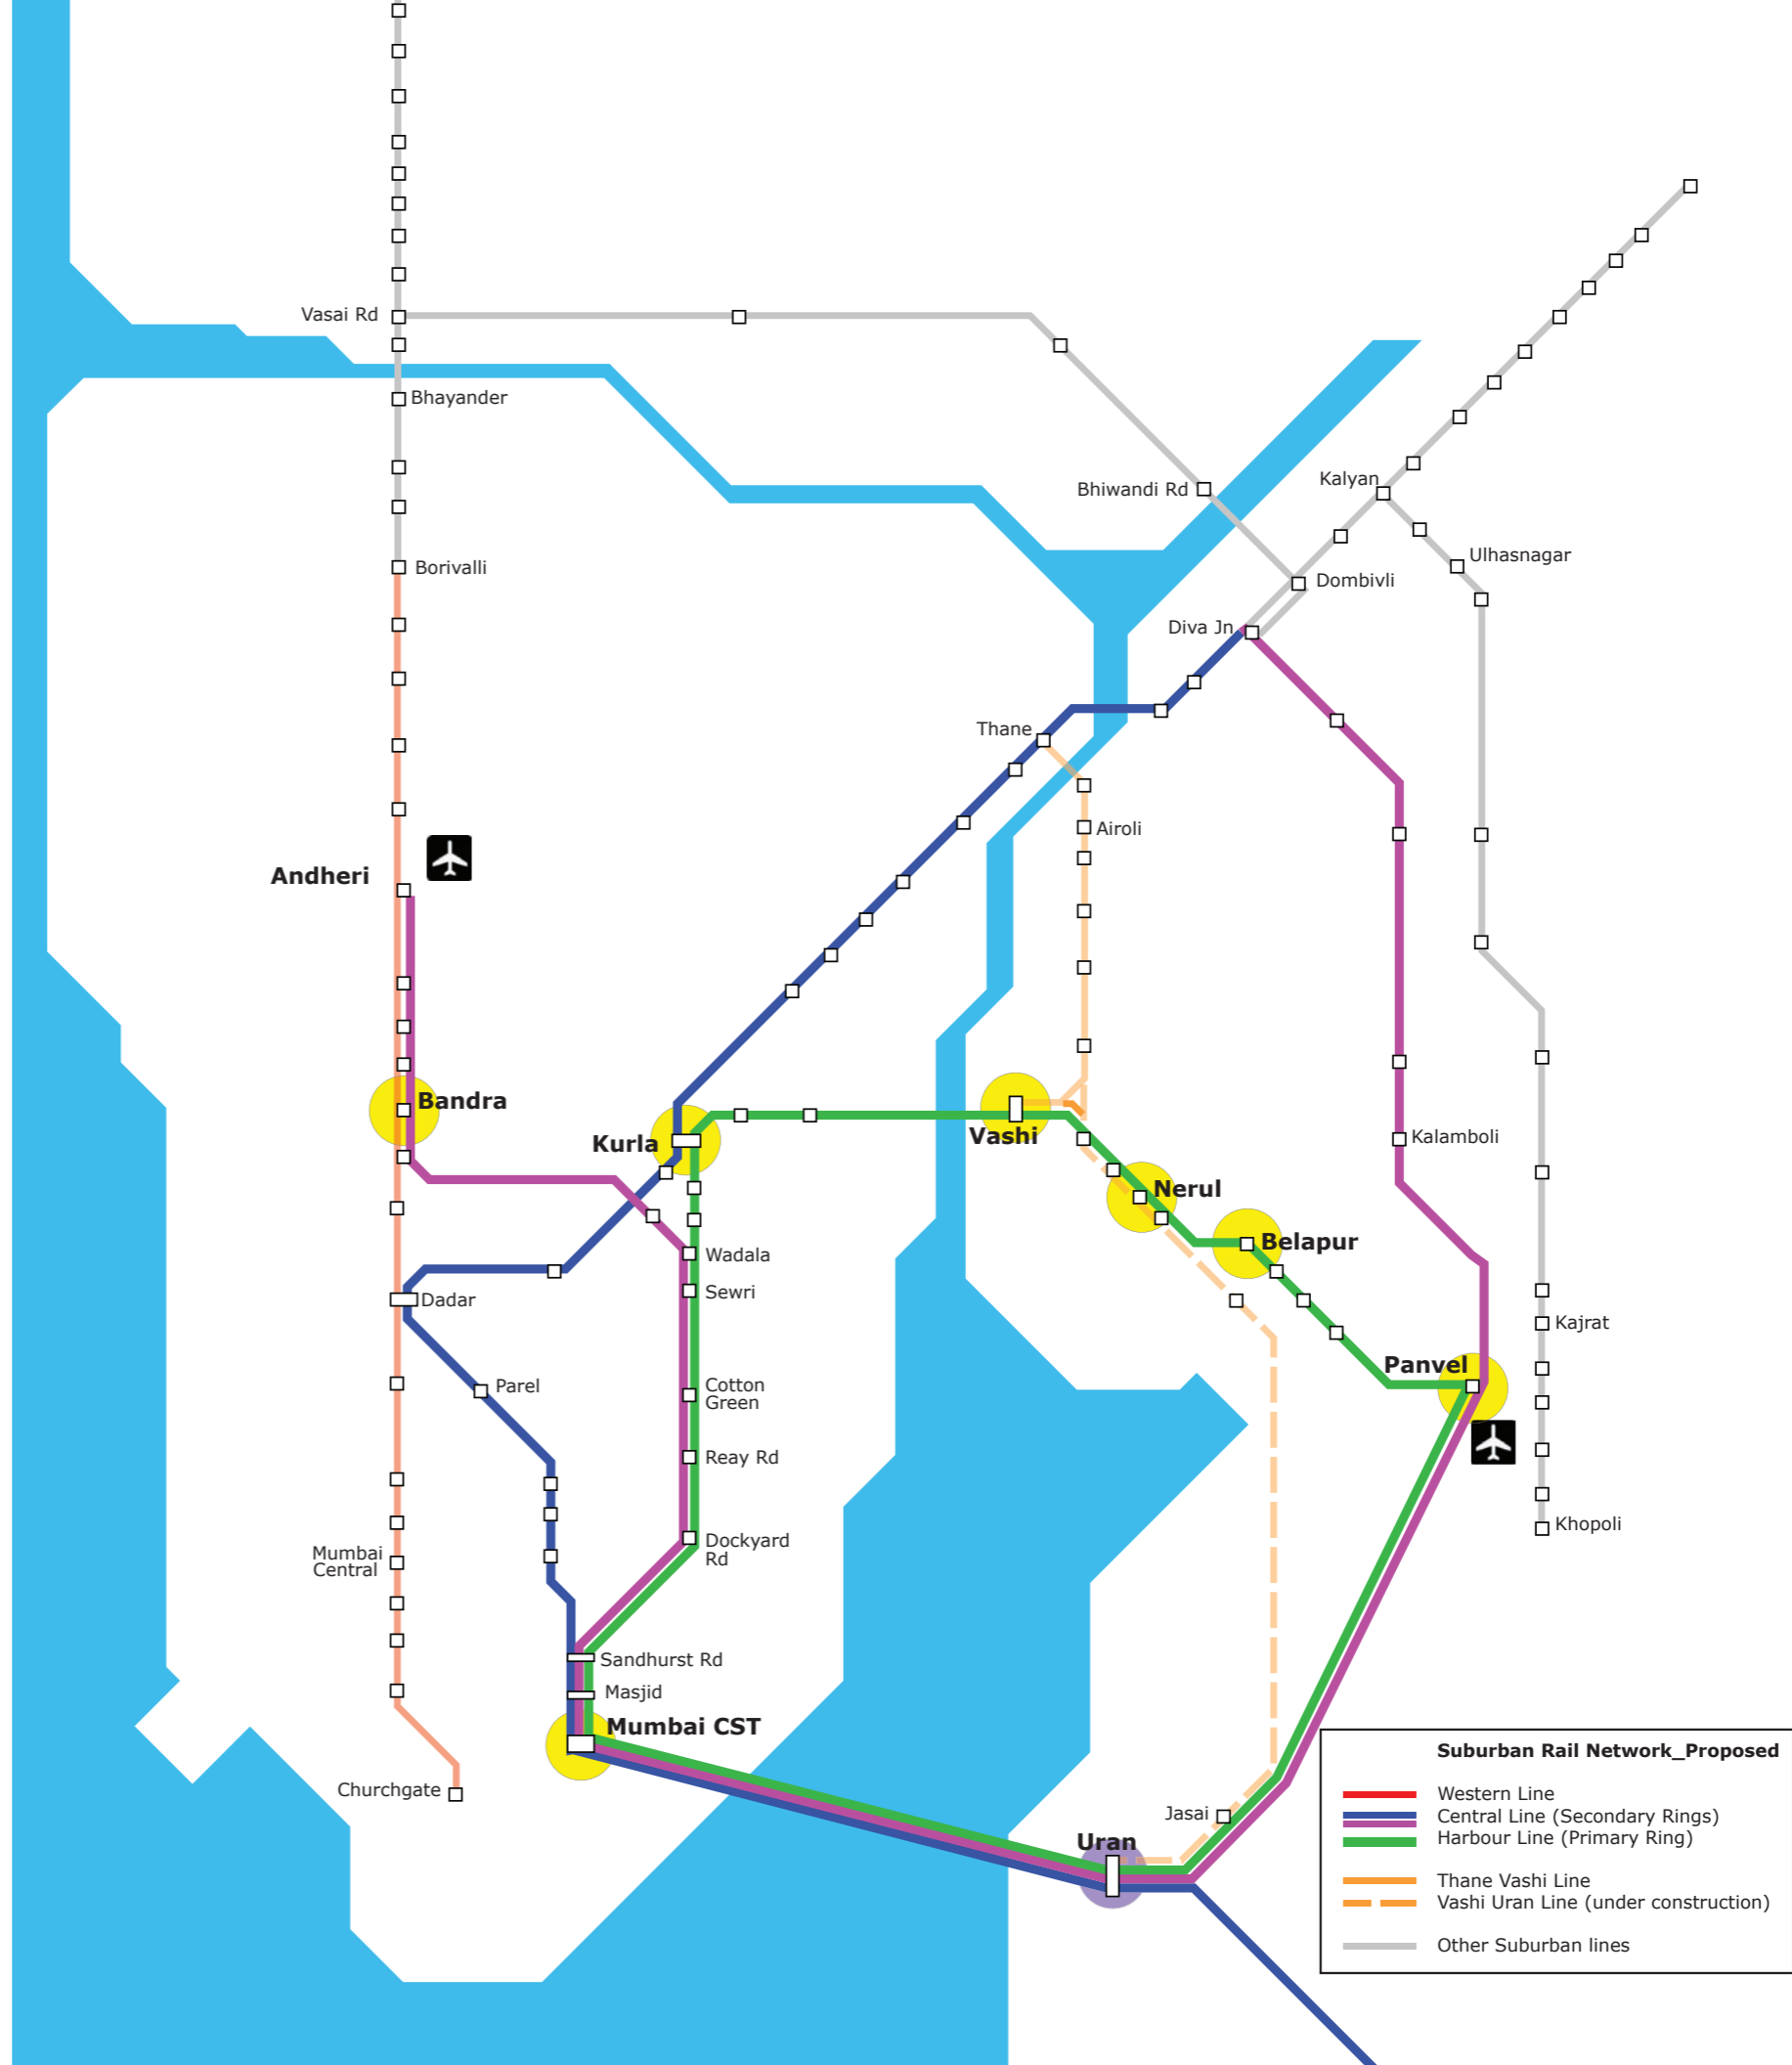 Vasai Rd
Bhayander
Bhiwandi Rd
Kalyan
Ulhasnagar
Borivalli
Dombivli
Diva Jn
Thane
Airoli
Andheri
Bandra
Kurla
Vashi
Kalamboli
Nerul
Wadala
Belapur
Sewri
Dadar
Kajrat
Panvel
Parel
Cotton
Green
Reay Rd
Khopoli
Dockyard
Rd
Mumbai
Central
Sandhurst Rd
Masjid
Mumbai CST
Churchgate
Jasai
Uran
Suburban Rail Network_Proposed
Western Line
Central Line (Secondary Rings)
Harbour Line (Primary Ring)
Thane Vashi Line
Vashi Uran Line (under construction)
Other Suburban lines